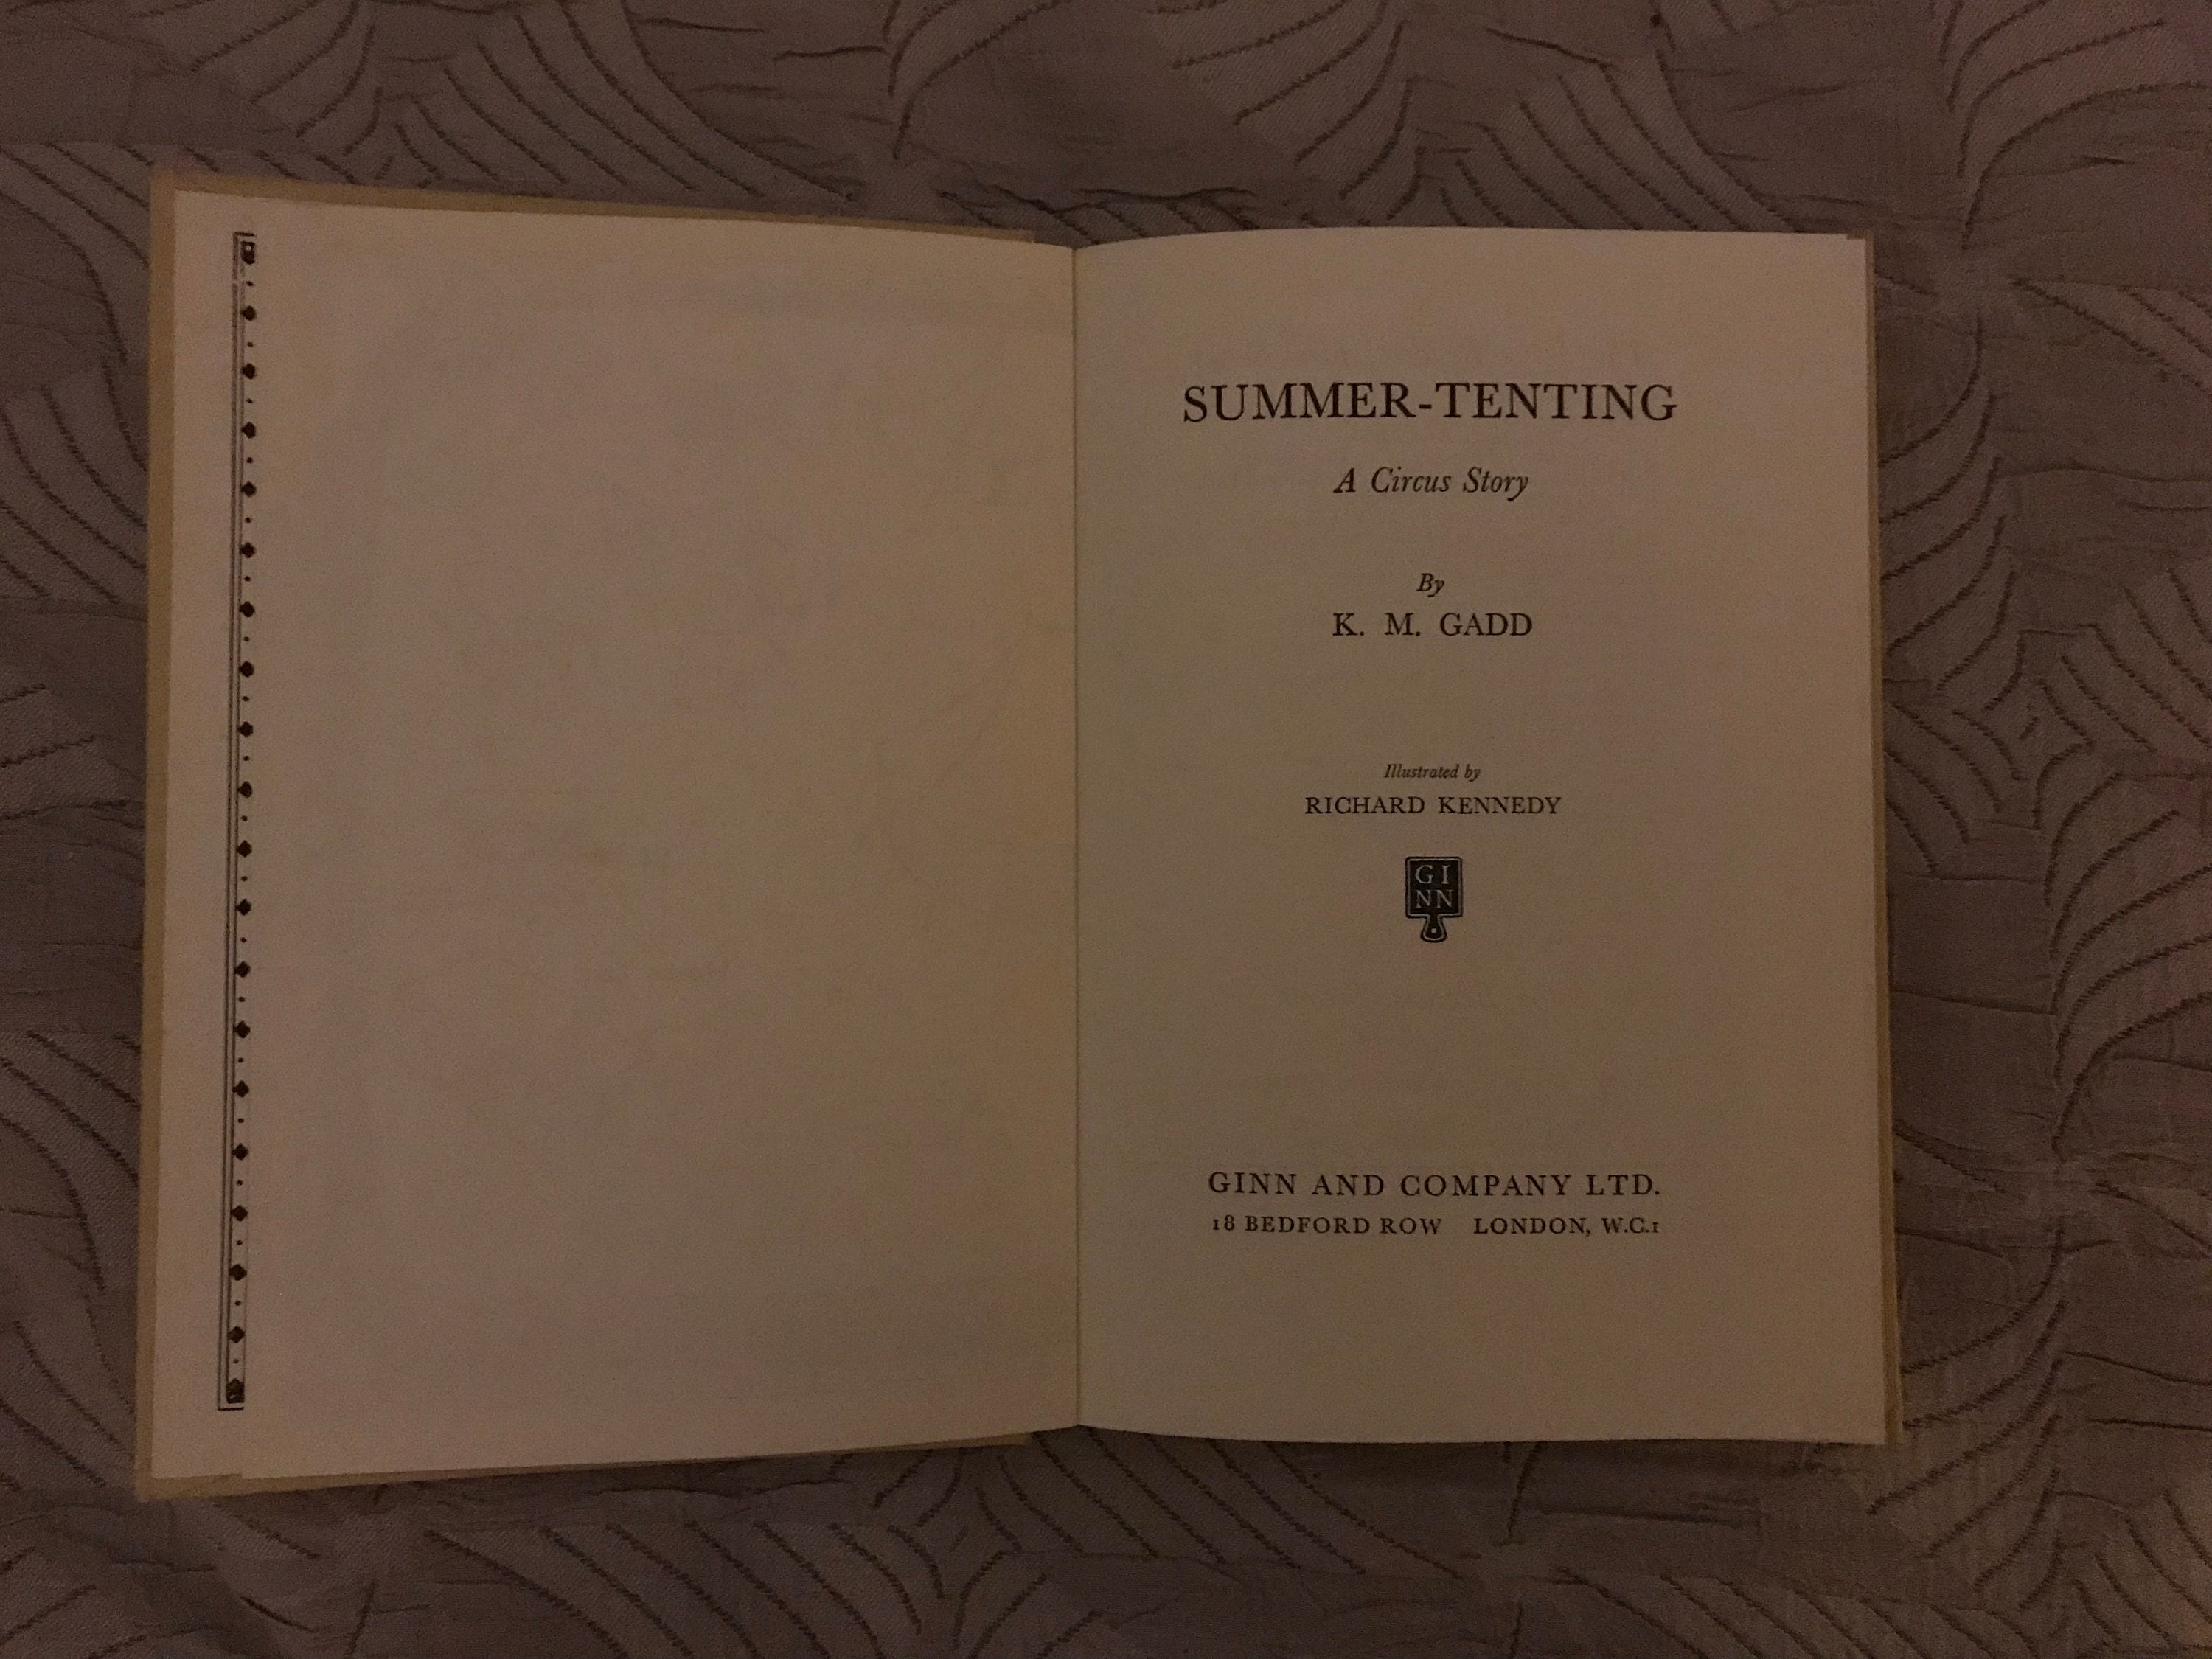 SUMMER-TENTING
A Circus Story
By
K. M. GADD
Illustrated by
RICHARD KENNEDY
GI
NN
GINN AND COMPANY LTD.
18 BEDFORD ROW LONDON, W.C.1